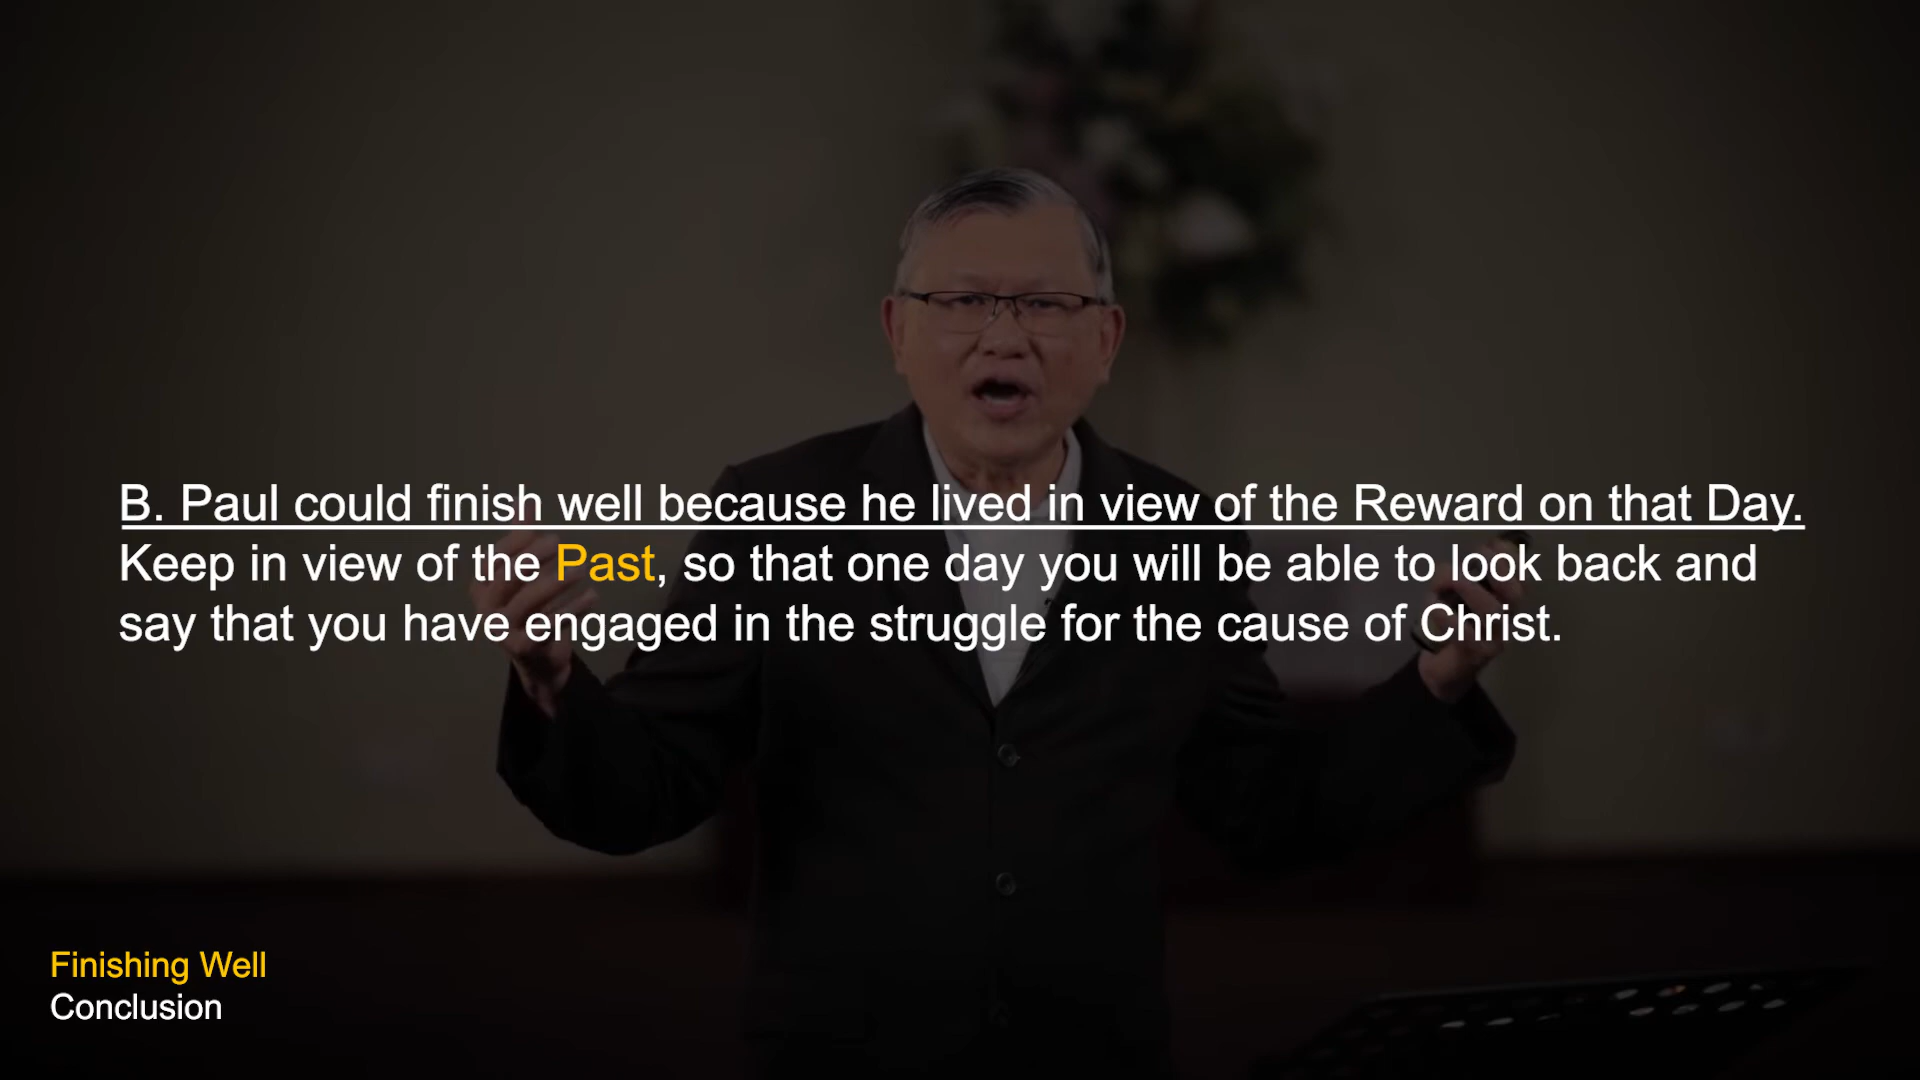 B. Paul could finish well because he lived in view of the Reward on that Day.
Keep in view of the Past, so that one day you will be able to look back and
say that you have engaged in the struggle for the cause of Christ.
Finishing Well
Conclusion